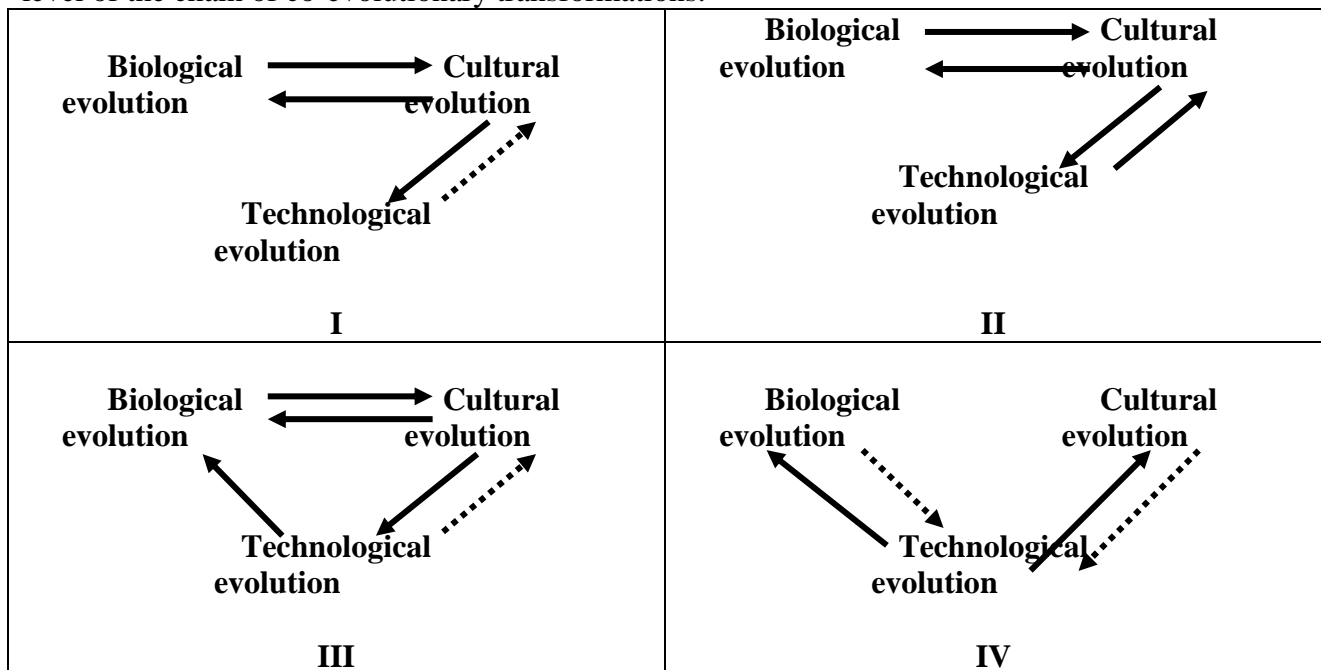 level of the chain of co-evolutionary transformations.
Biological
evolution
Cultural
evolution
Technological
evolution
I
Biological
evolution
Cultural
evolution
Technological
evolution
II
Biological
evolution
Cultural
evolution
Technological
evolution
III
Biological
evolution
Cultural
evolution
Technological
evolution
IV